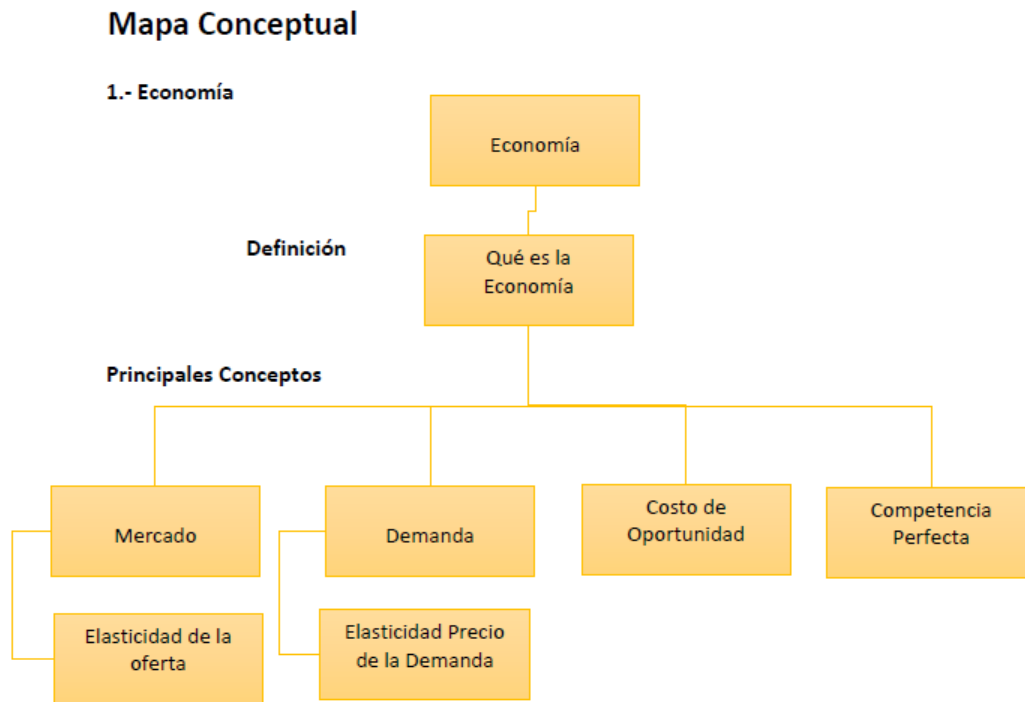 Mapa Conceptual
1.- Economía
Economía
Definición
Qué es la
Economía
Principales Conceptos
Mercado
Demanda
Costo de
Oportunidad
Competencia
Perfecta
Elasticidad de la
oferta
Elasticidad Precio
de la Demanda